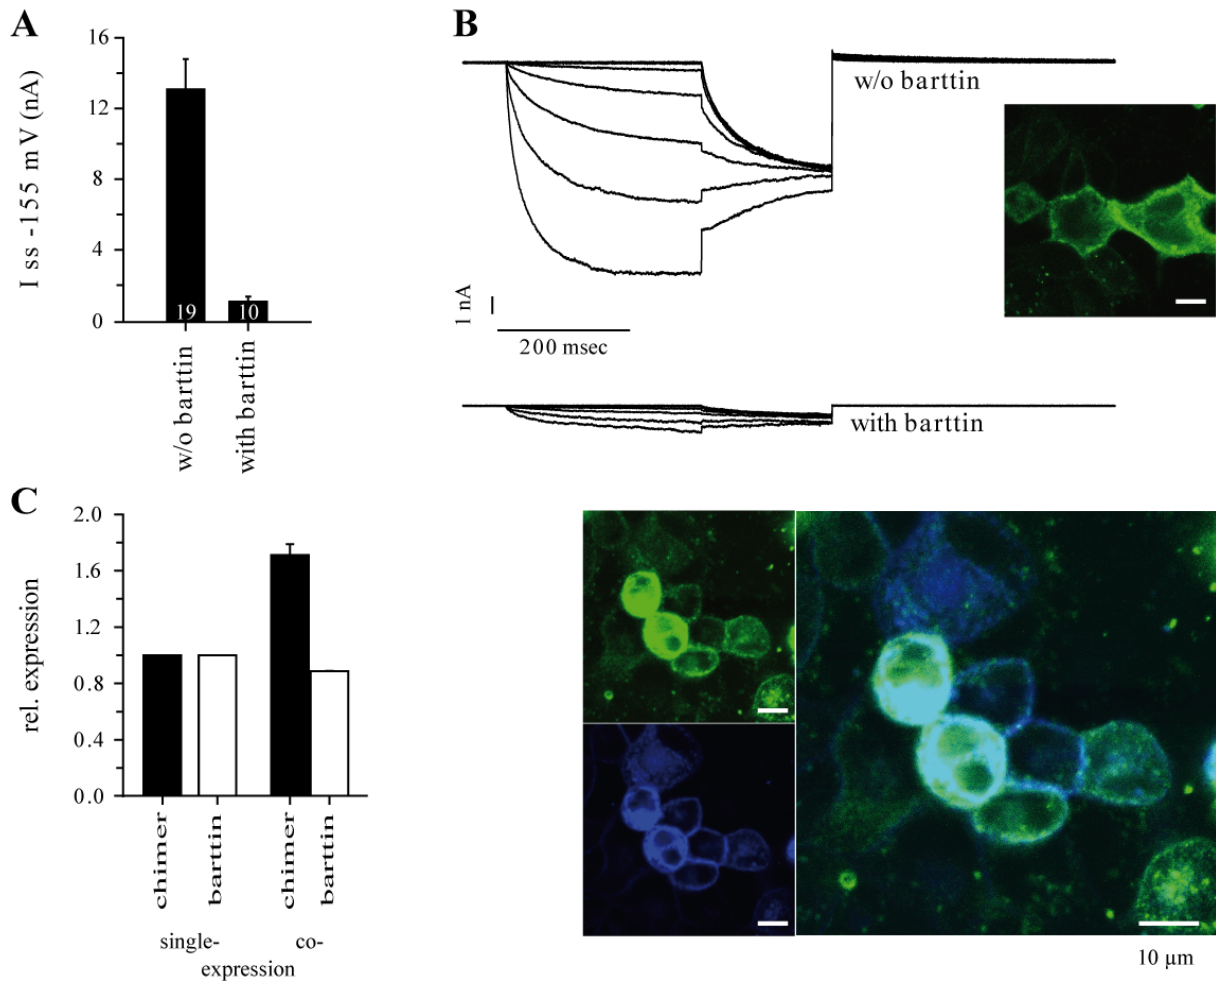 A
16
12
8
4
0
I ss -155 mV (nA)
19
10
w/o barttin
with barttin
B
w/o barttin
1 nA
200 msec
with barttin
C
2.0
1.6
1.2
0.8
0.4
0.0
rel. expression
chimer
barttin
chimer
barttin
single-
co-
expression
10 µm